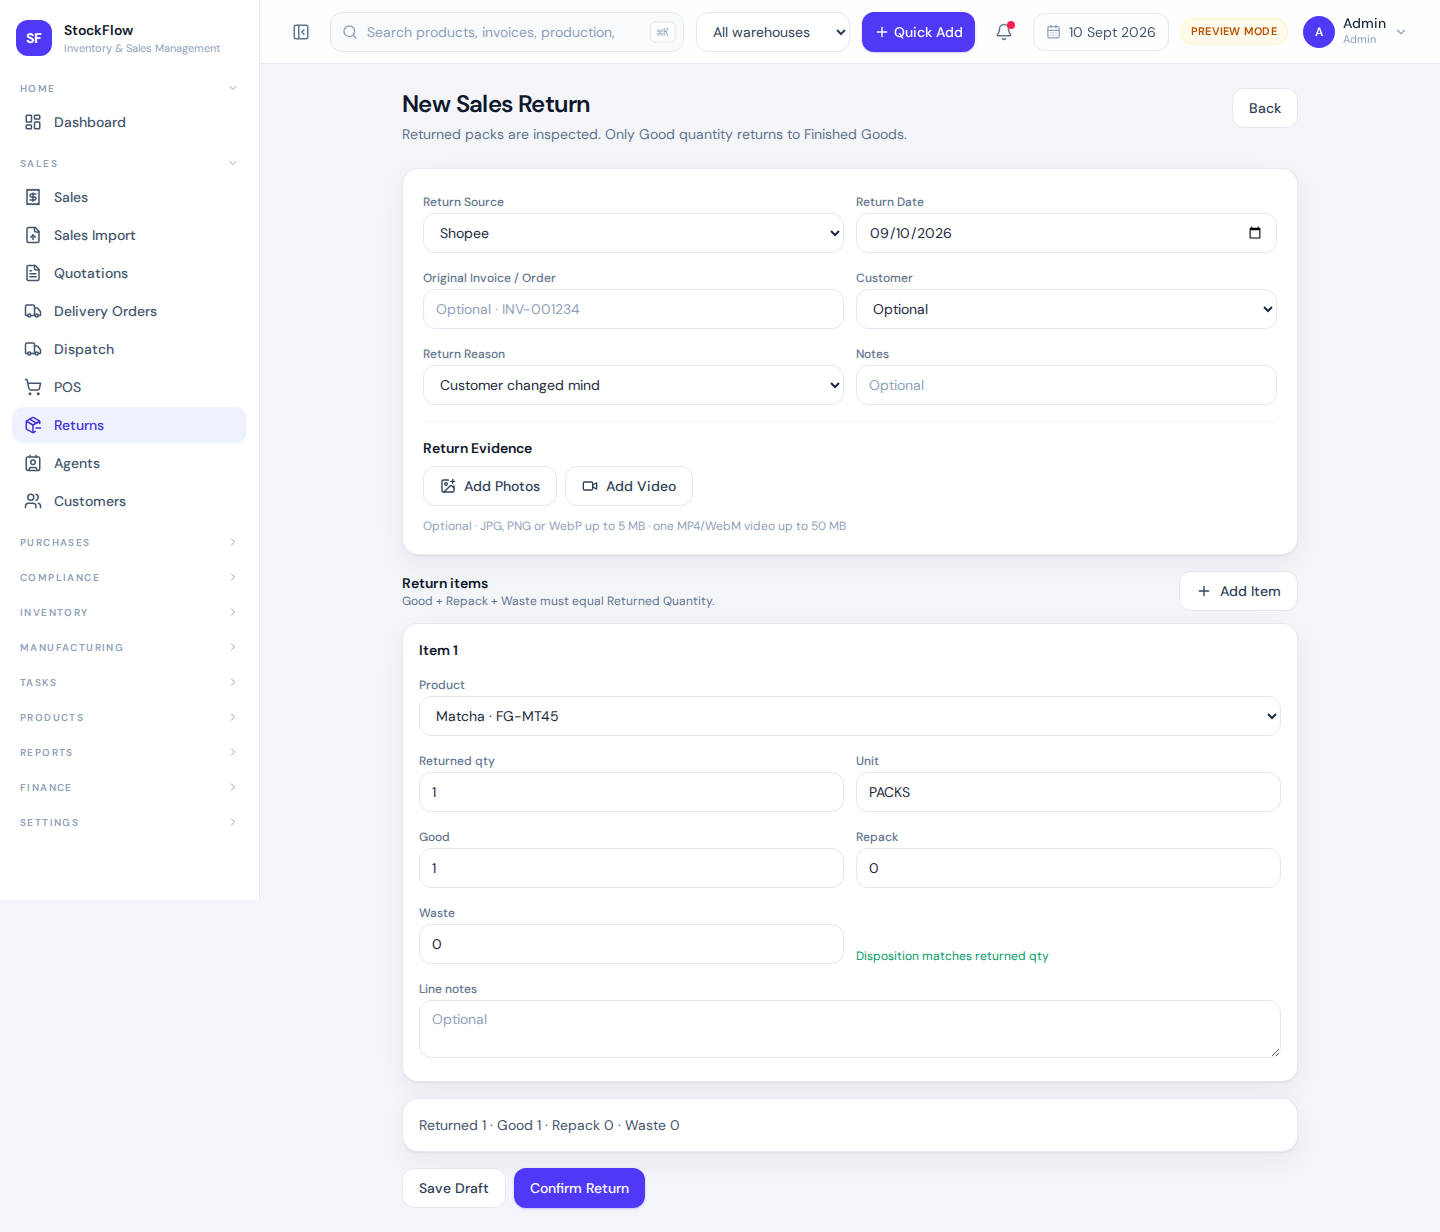 SF
StockFlow
Inventory & Sales Management
HOME
Dashboard
SALES
Sales
Sales Import
Quotations
Delivery Orders
Dispatch
POS
Returns
Agents
Customers
PURCHASES
COMPLIANCE
INVENTORY
MANUFACTURING
TASKS
PRODUCTS
REPORTS
FINANCE
SETTINGS
Search products, invoices, production,
⌘K
All warehouses
Quick Add
10 Sept 2026
PREVIEW MODE
A
Admin
Admin
New Sales Return
Returned packs are inspected. Only Good quantity returns to Finished Goods.
Back
Return Source
Shopee
Return Date
09/10/2026
Original Invoice / Order
Optional · INV-001234
Customer
Optional
Return Reason
Customer changed mind
Notes
Optional
Return Evidence
Add Photos
Add Video
Optional · JPG, PNG or WebP up to 5 MB · one MP4/WebM video up to 50 MB
Return items
Good + Repack + Waste must equal Returned Quantity.
Add Item
Item 1
Product
Matcha · FG-MT45
Returned qty
1
Unit
PACKS
Good
1
Repack
0
Waste
0
Disposition matches returned qty
Line notes
Optional
Returned 1 · Good 1 · Repack 0 · Waste 0
Save Draft
Confirm Return